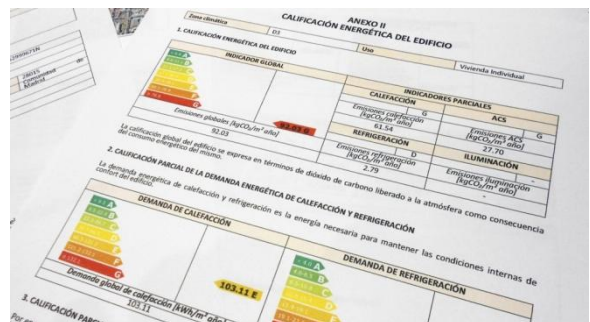 28015
Comunidad de
Madrid
ANEXO II
CALIFICACIÓN ENERGÉTICA DEL EDIFICIO
Zona climática
D3
Uso
Vivienda Individual
1. CALIFICACIÓN ENERGÉTICA DEL EDIFICIO
INDICADOR GLOBAL
INDICADORES PARCIALES
CALEFACCIÓN
ACS
A
B
C
D
E
F
G
92.03 G
Emisiones calefacción
[kgCO₂/m² año]
G
61.54
Emisiones ACS
[kgCO₂/m² año]
G
27.70
REFRIGERACIÓN
ILUMINACIÓN
Emisiones refrigeración
[kgCO₂/m² año]
D
2.79
Emisiones iluminación
[kgCO₂/m² año]
-
-
Emisiones globales [kgCO₂/m² año]
92.03
La calificación global del edificio se expresa en términos de dióxido de carbono liberado a la atmósfera como consecuencia
del consumo energético del mismo.
2. CALIFICACIÓN PARCIAL DE LA DEMANDA ENERGÉTICA DE CALEFACCIÓN Y REFRIGERACIÓN
La demanda energética de calefacción y refrigeración es la energía necesaria para mantener las condiciones internas de
confort del edificio.
DEMANDA DE CALEFACCIÓN
DEMANDA DE REFRIGERACIÓN
A
B
C
D
E
F
G
103.11 E
A
B
C
D
Demanda global de calefacción [kWh/m² año]
103.11
3. CALIFICACIÓN PARC